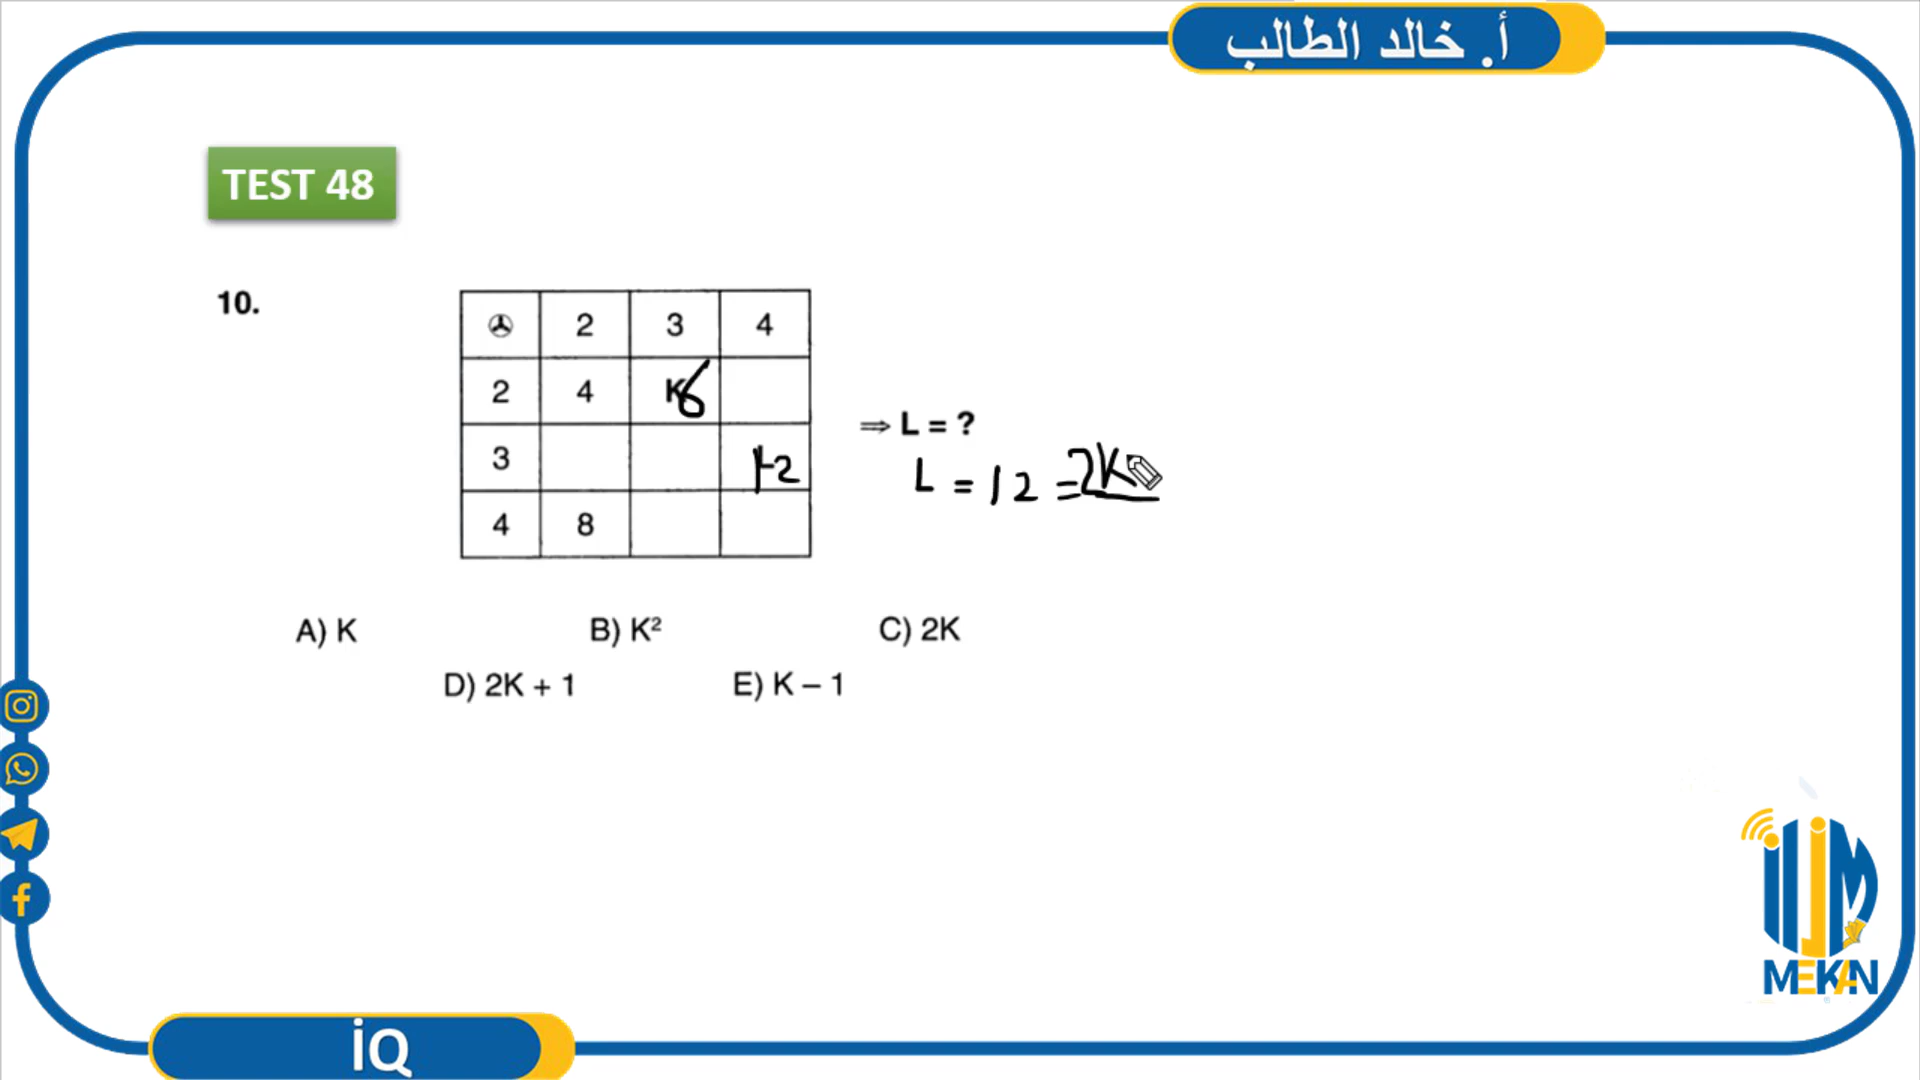 أ. خالد الطالب
TEST 48
10.
2 3 4
2 4 K 6
3 12
4 8
⇒ L = ?
L = 12 = 2K
A) K B) K² C) 2K
D) 2K + 1 E) K – 1
MEKAN
İQ